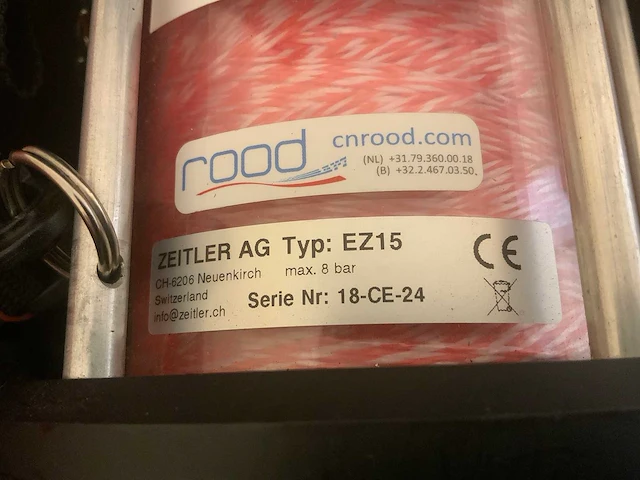 rood cnrood.com
(NL) +31.79.360.00.18
(B) +32.2.467.03.50.
ZEITLER AG Typ: EZ15 CE
CH-6206 Neuenkirch max. 8 bar
Switzerland
Serie Nr: 18-CE-24
info@zeitler.ch